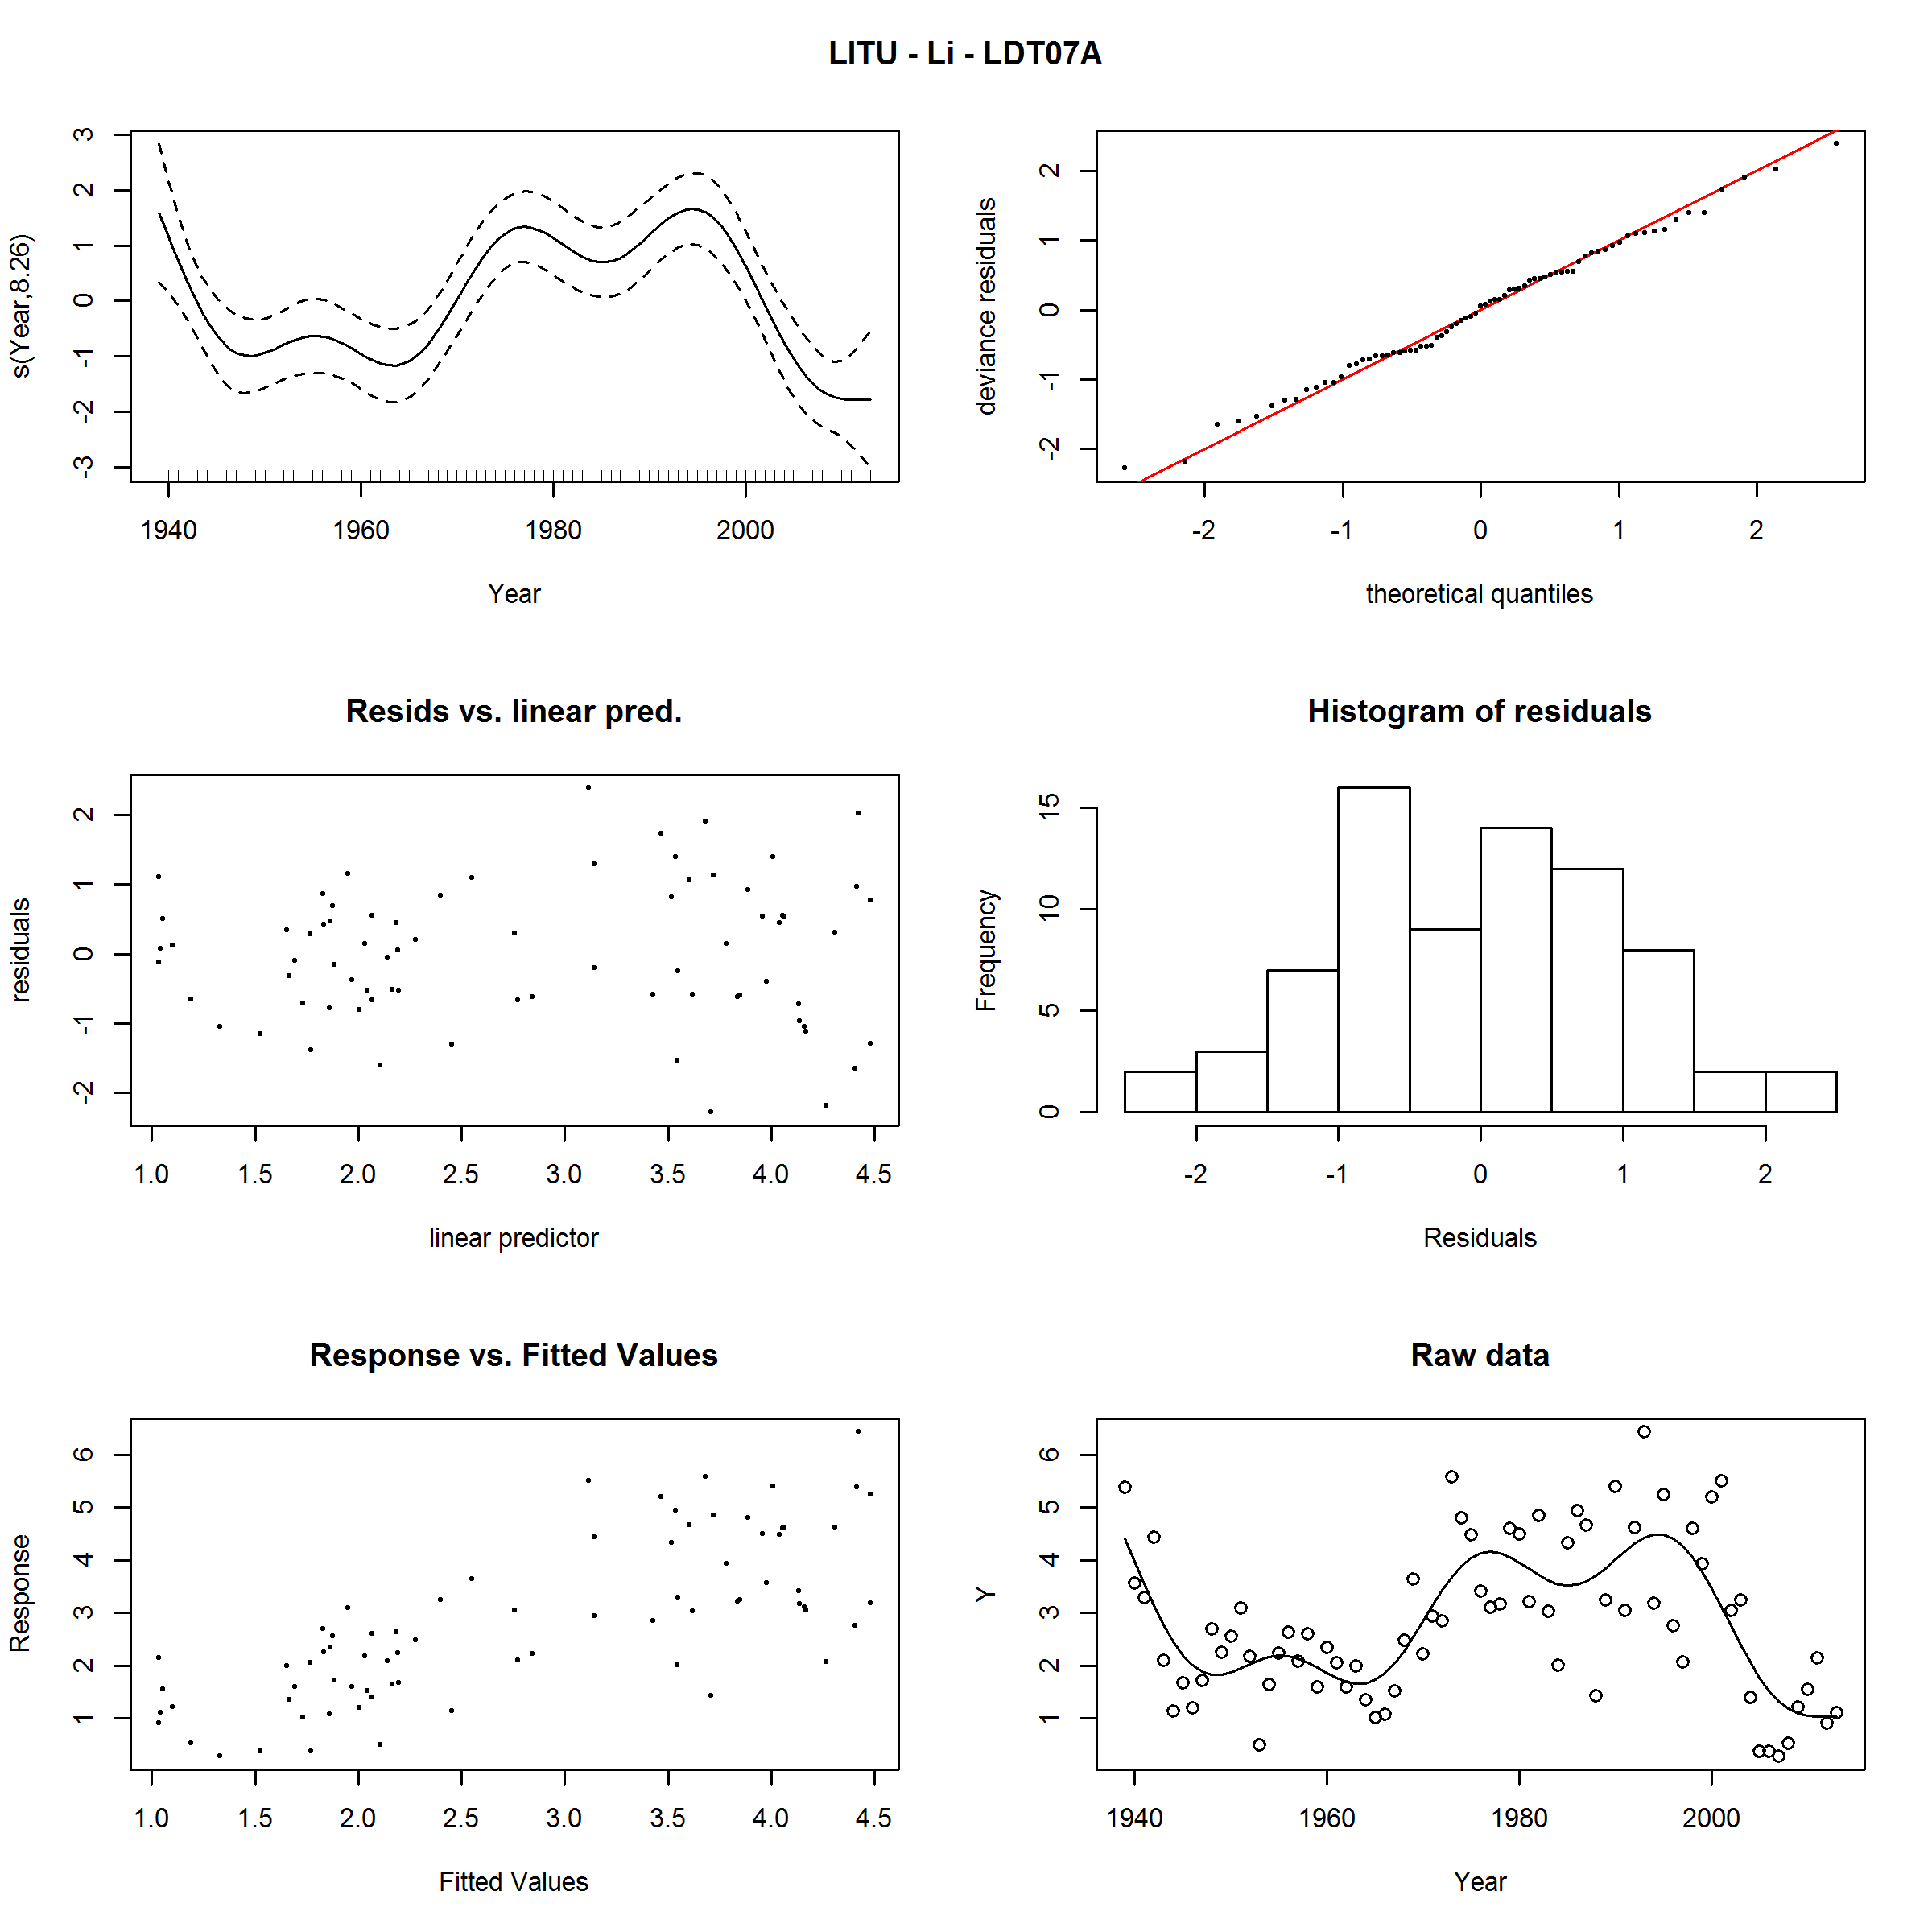 LITU - Li - LDT07A
s(Year,8.26)
3
2
1
0
-1
-2
-3
1940 1960 1980 2000
Year
deviance residuals
2
1
0
-1
-2
-2 -1 0 1 2
theoretical quantiles
Resids vs. linear pred.
residuals
2
1
0
-1
-2
1.0 1.5 2.0 2.5 3.0 3.5 4.0 4.5
linear predictor
Histogram of residuals
Frequency
15
10
5
0
-2 -1 0 1 2
Residuals
Response vs. Fitted Values
Response
6
5
4
3
2
1
1.0 1.5 2.0 2.5 3.0 3.5 4.0 4.5
Fitted Values
Raw data
Y
6
5
4
3
2
1
1940 1960 1980 2000
Year